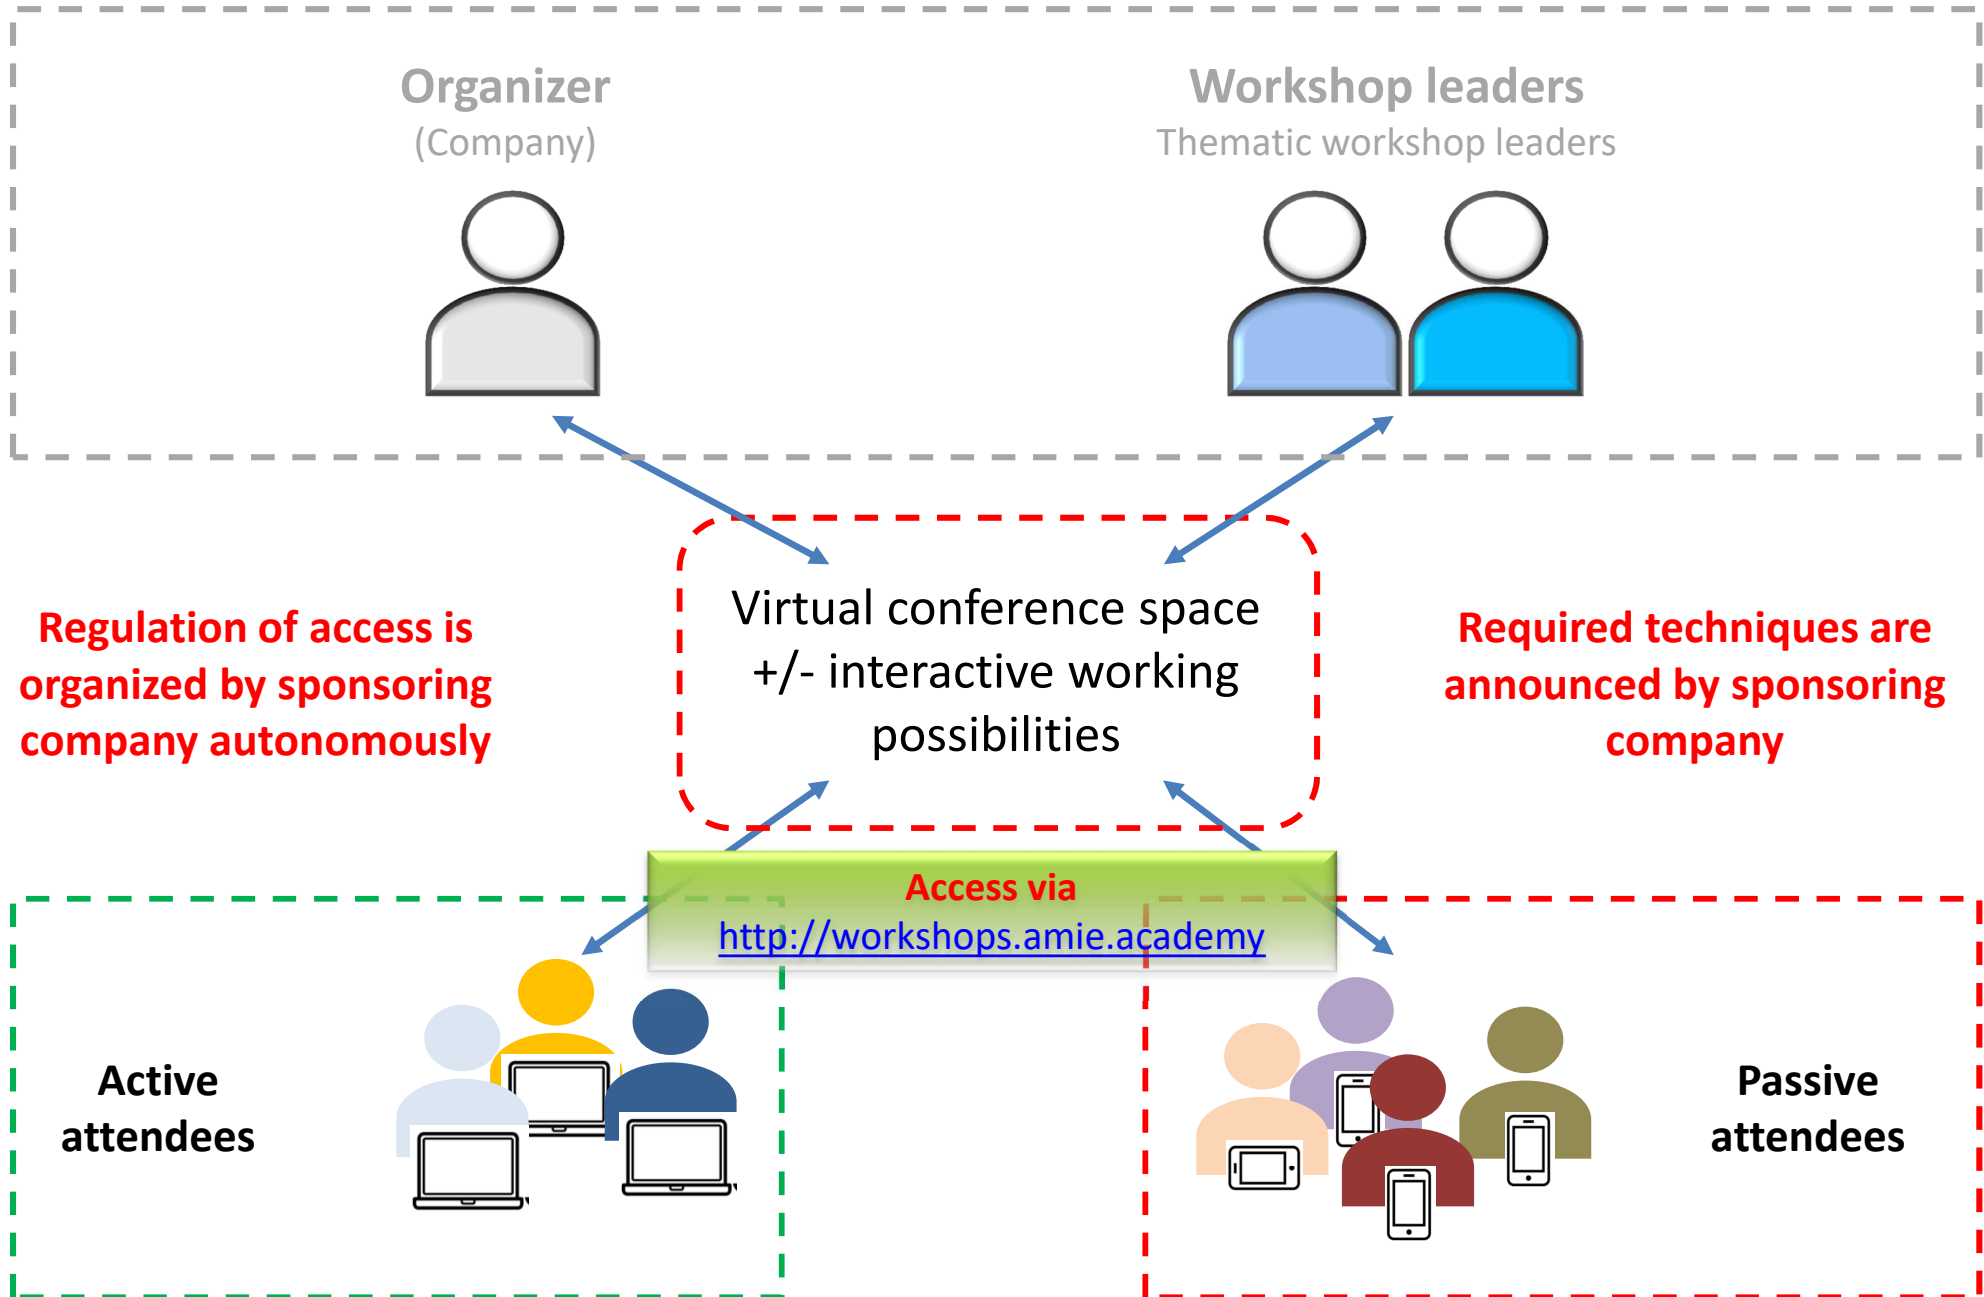 Organizer
(Company)
Workshop leaders
Thematic workshop leaders
Regulation of access is
organized by sponsoring
company autonomously
Virtual conference space
+/- interactive working
possibilities
Required techniques are
announced by sponsoring
company
Access via
http://workshops.amie.academy
Active
attendees
Passive
attendees